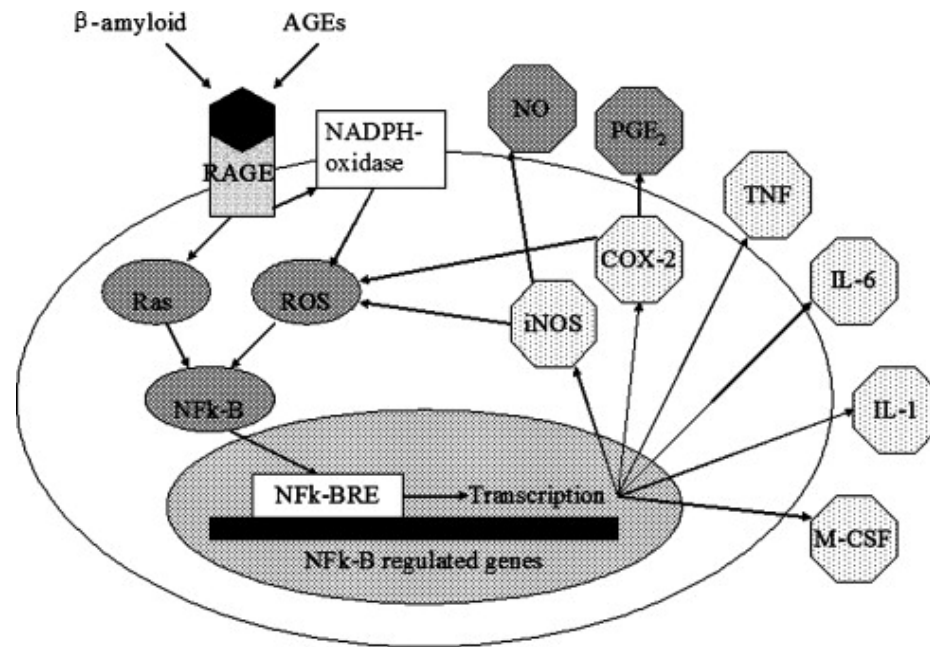 β-amyloid
AGEs
RAGE
NADPH-
oxidase
NO
PGE₂
TNF
COX-2
IL-6
Ras
ROS
iNOS
IL-1
NFk-B
NFk-BRE
Transcription
M-CSF
NFk-B regulated genes